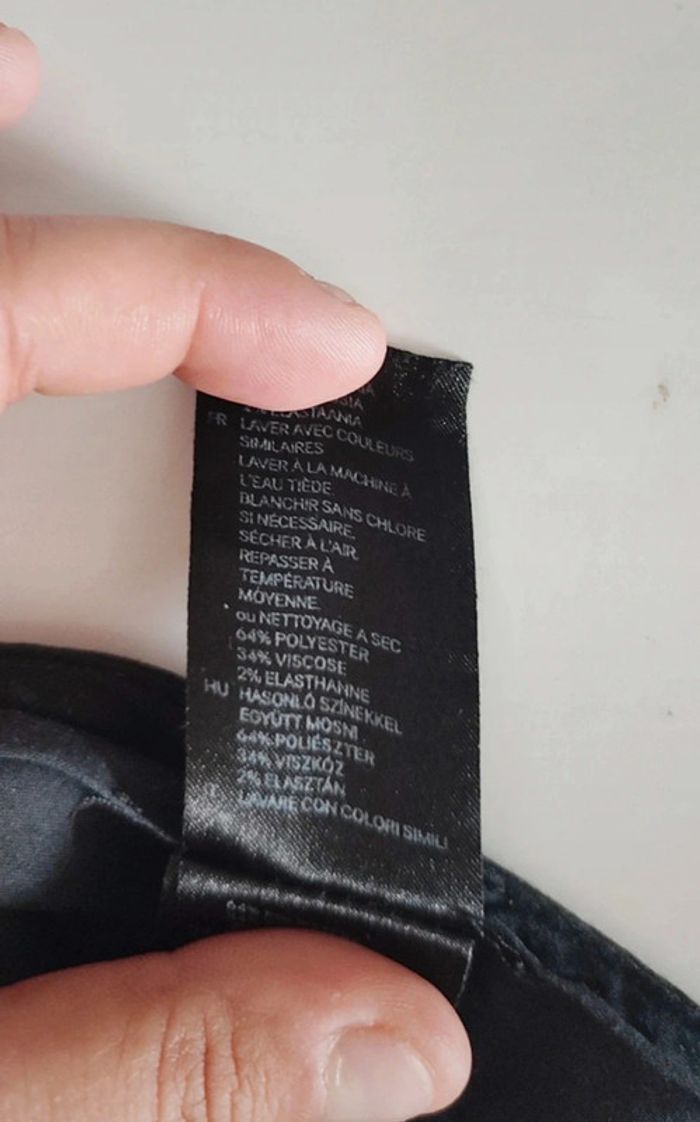 ELASTAANIA
FR LAVER AVEC COULEURS
SIMILAIRES
LAVER À LA MACHINE À
L'EAU TIÈDE
BLANCHIR SANS CHLORE
SI NÉCESSAIRE.
SÉCHER À L'AIR.
REPASSER À
TEMPÉRATURE
MOYENNE.
ou NETTOYAGE A SEC
64% POLYESTER
34% VISCOSE
2% ELASTHANNE
HU HASONLÓ SZÍNEKKEL
EGYÜTT MOSNI
64% POLIÉSZTER
34% VISZKÓZ
2% ELASZTÁN
LAVARE CON COLORI SIMILI